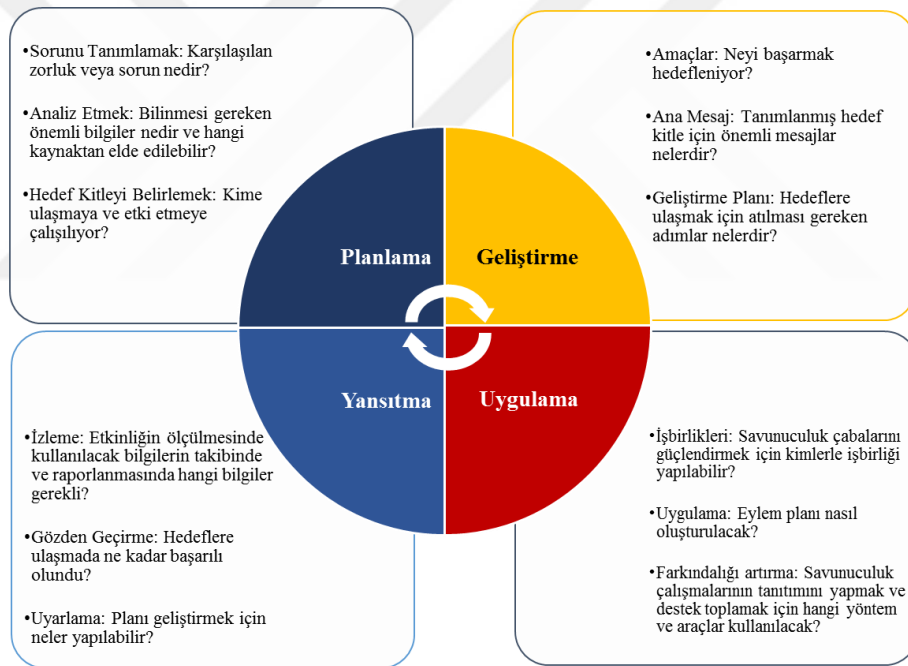 •Sorunu Tanımlamak: Karşılaşılan
zorluk veya sorun nedir?
•Analiz Etmek: Bilinmesi gereken
önemli bilgiler nedir ve hangi
kaynaktan elde edilebilir?
•Hedef Kitleyi Belirlemek: Kime
ulaşmaya ve etki etmeye
çalışılıyor?
•Amaçlar: Neyi başarmak
hedefleniyor?
•Ana Mesaj: Tanımlanmış hedef
kitle için önemli mesajlar
nelerdir?
•Geliştirme Planı: Hedeflere
ulaşmak için atılması gereken
adımlar nelerdir?
Planlama
Geliştirme
Yansıtma
Uygulama
•İzleme: Etkinliğin ölçülmesinde
kullanılacak bilgilerin takibinde
ve raporlanmasında hangi bilgiler
gerekli?
•Gözden Geçirme: Hedeflere
ulaşmada ne kadar başarılı
olundu?
•Uyarlama: Planı geliştirmek için
neler yapılabilir?
•İşbirlikleri: Savunuculuk çabalarını
güçlendirmek için kimlerle işbirliği
yapılabilir?
•Uygulama: Eylem planı nasıl
oluşturulacak?
•Farkındalığı artırma: Savunuculuk
çalışmalarının tanıtımını yapmak ve
destek toplamak için hangi yöntem
ve araçlar kullanılacak?